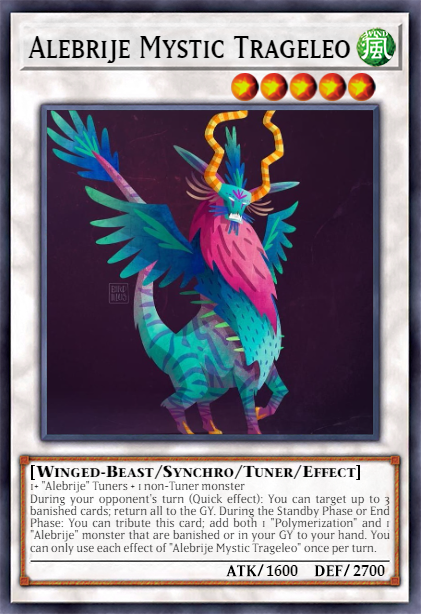 Alebrije Mystic Trageleo
WIND
風
[Winged-Beast/Synchro/Tuner/Effect]
1+ "Alebrije" Tuners + 1 non-Tuner monster
During your opponent's turn (Quick effect): You can target up to 3
banished cards; return all to the GY. During the Standby Phase or End
Phase: You can tribute this card; add both 1 "Polymerization" and 1
"Alebrije" monster that are banished or in your GY to your hand. You
can only use each effect of "Alebrije Mystic Trageleo" once per turn.
ATK/1600 DEF/2700